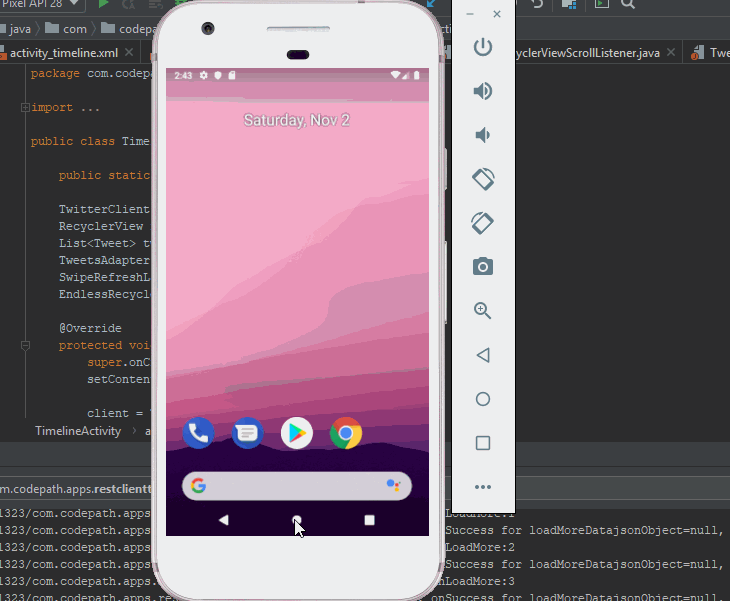 Pixel API 28
java
com
codepa
activity_timeline.xml
cyclerViewScrollListener.java
Twe
package com.codepa
import ...
public class Time
public static
TwitterClient
RecyclerView
List<Tweet> t
TweetsAdapter
SwipeRefreshL
EndlessRecycl
@Override
protected voi
super.onC
setConten
client =
TimelineActivity
2:43
Saturday, Nov 2
m.codepath.apps.restclientt
1323/com.codepath.apps LoadMore:1
1323/com.codepath.apps Success for loadMoreDatajsonObject=null,
1323/com.codepath.apps LoadMore:2
1323/com.codepath.apps Success for loadMoreDatajsonObject=null,
1323/com.codepath.apps. nLoadMore:3
1323/com.codepath.apps.re onSuccess for loadMoreDatajsonObject=null,